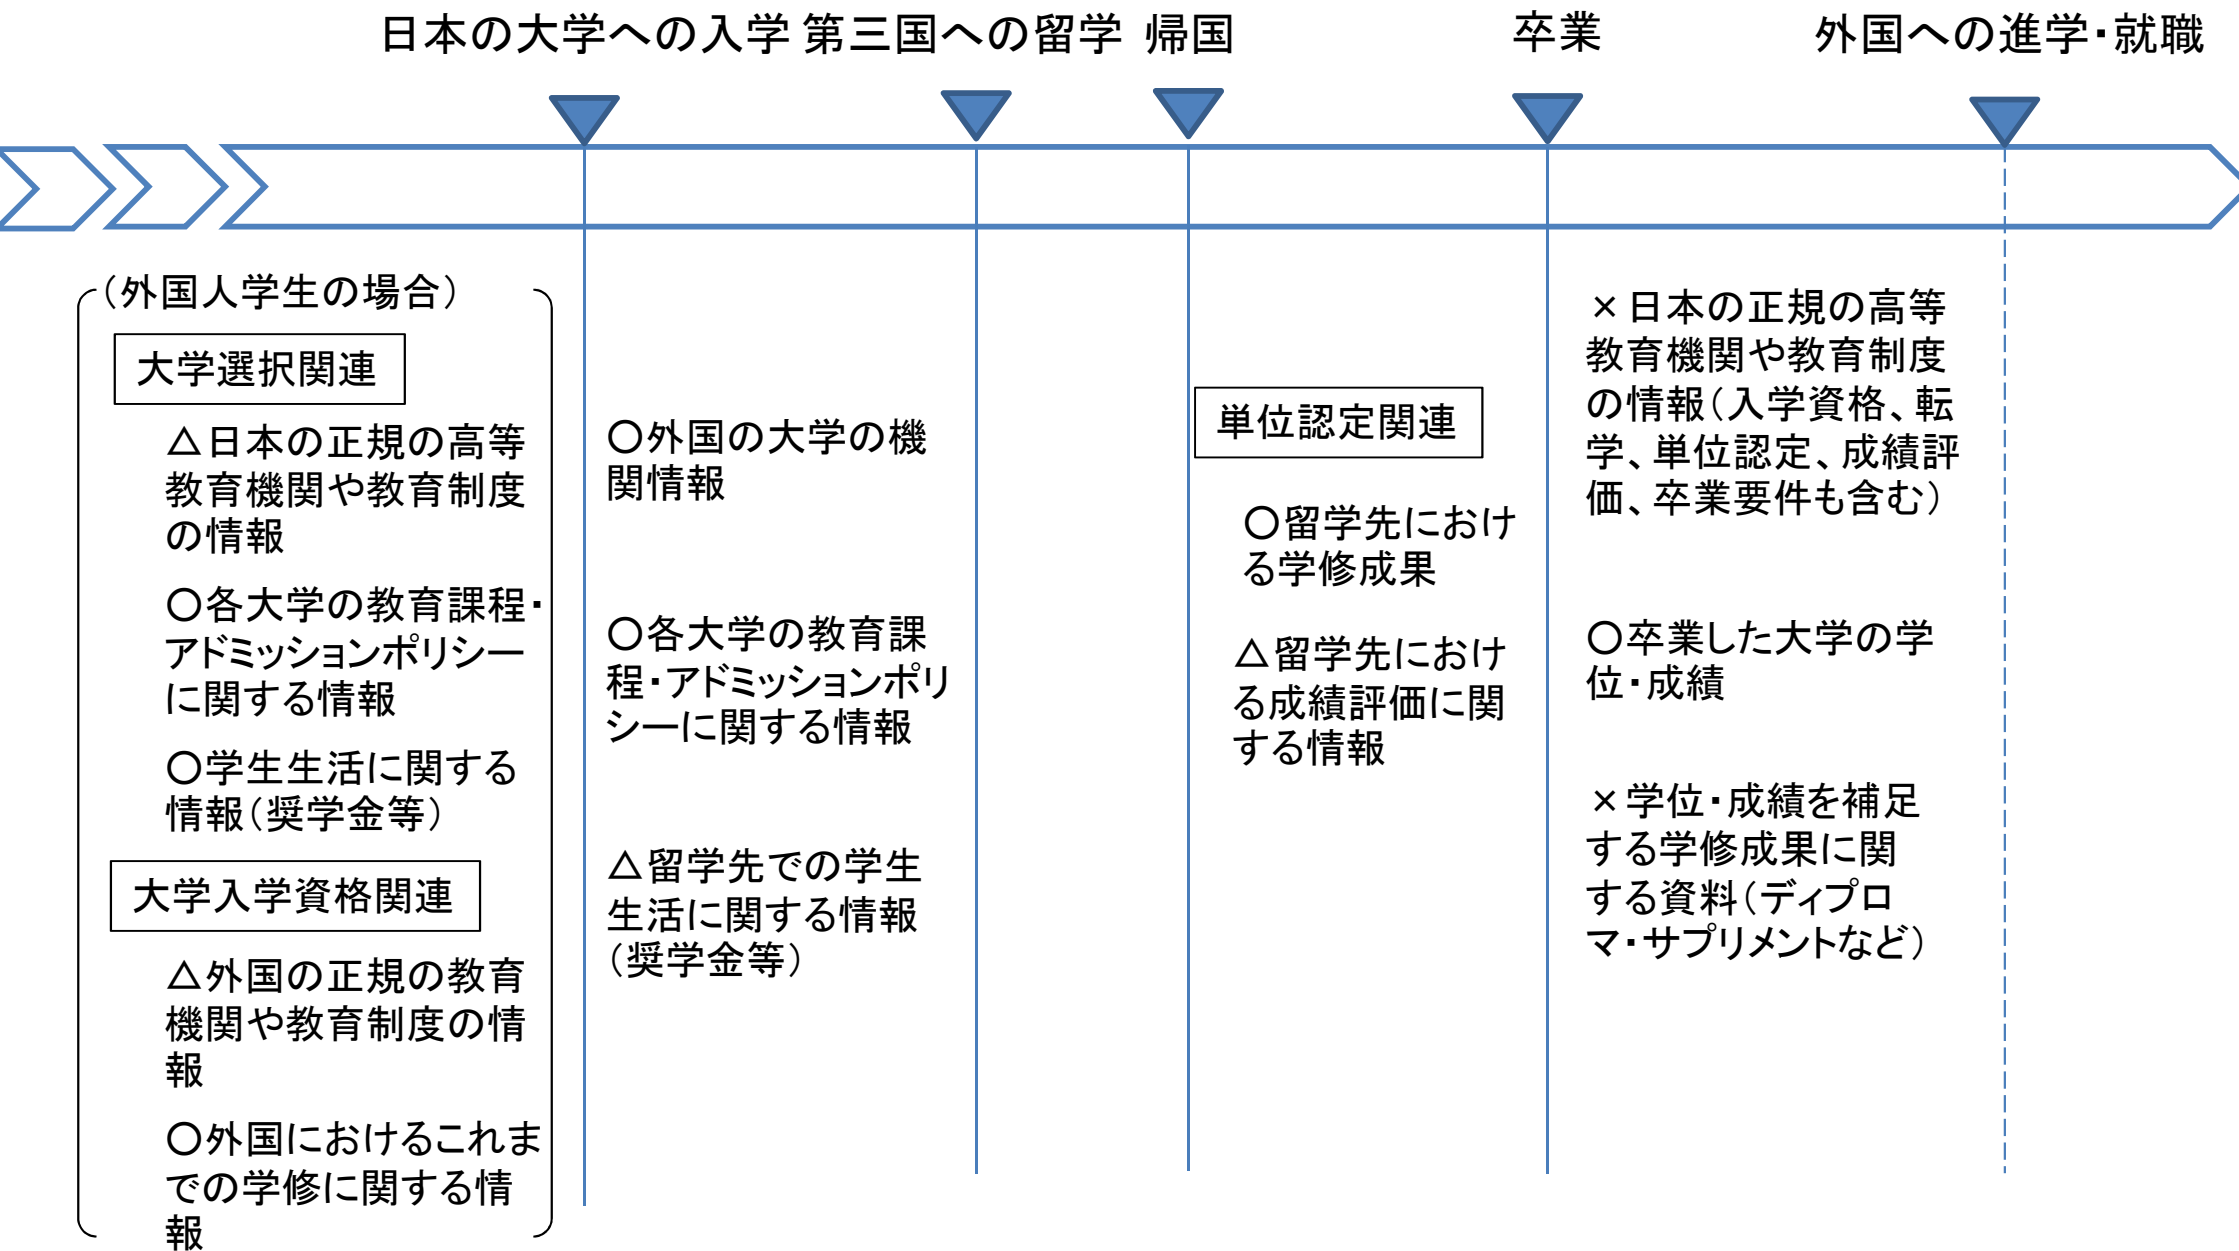 日本の大学への入学 第三国への留学 帰国 卒業 外国への進学・就職
（外国人学生の場合）
大学選択関連
△日本の正規の高等
教育機関や教育制度
の情報
〇各大学の教育課程・
アドミッションポリシー
に関する情報
〇学生生活に関する
情報（奨学金等）
大学入学資格関連
△外国の正規の教育
機関や教育制度の情
報
〇外国におけるこれま
での学修に関する情
報
〇外国の大学の機
関情報
〇各大学の教育課
程・アドミッションポリ
シーに関する情報
△留学先での学生
生活に関する情報
（奨学金等）
単位認定関連
〇留学先におけ
る学修成果
△留学先におけ
る成績評価に関
する情報
×日本の正規の高等
教育機関や教育制度
の情報（入学資格、転
学、単位認定、成績評
価、卒業要件も含む）
〇卒業した大学の学
位・成績
×学位・成績を補足
する学修成果に関
する資料（ディプロ
マ・サプリメントなど）